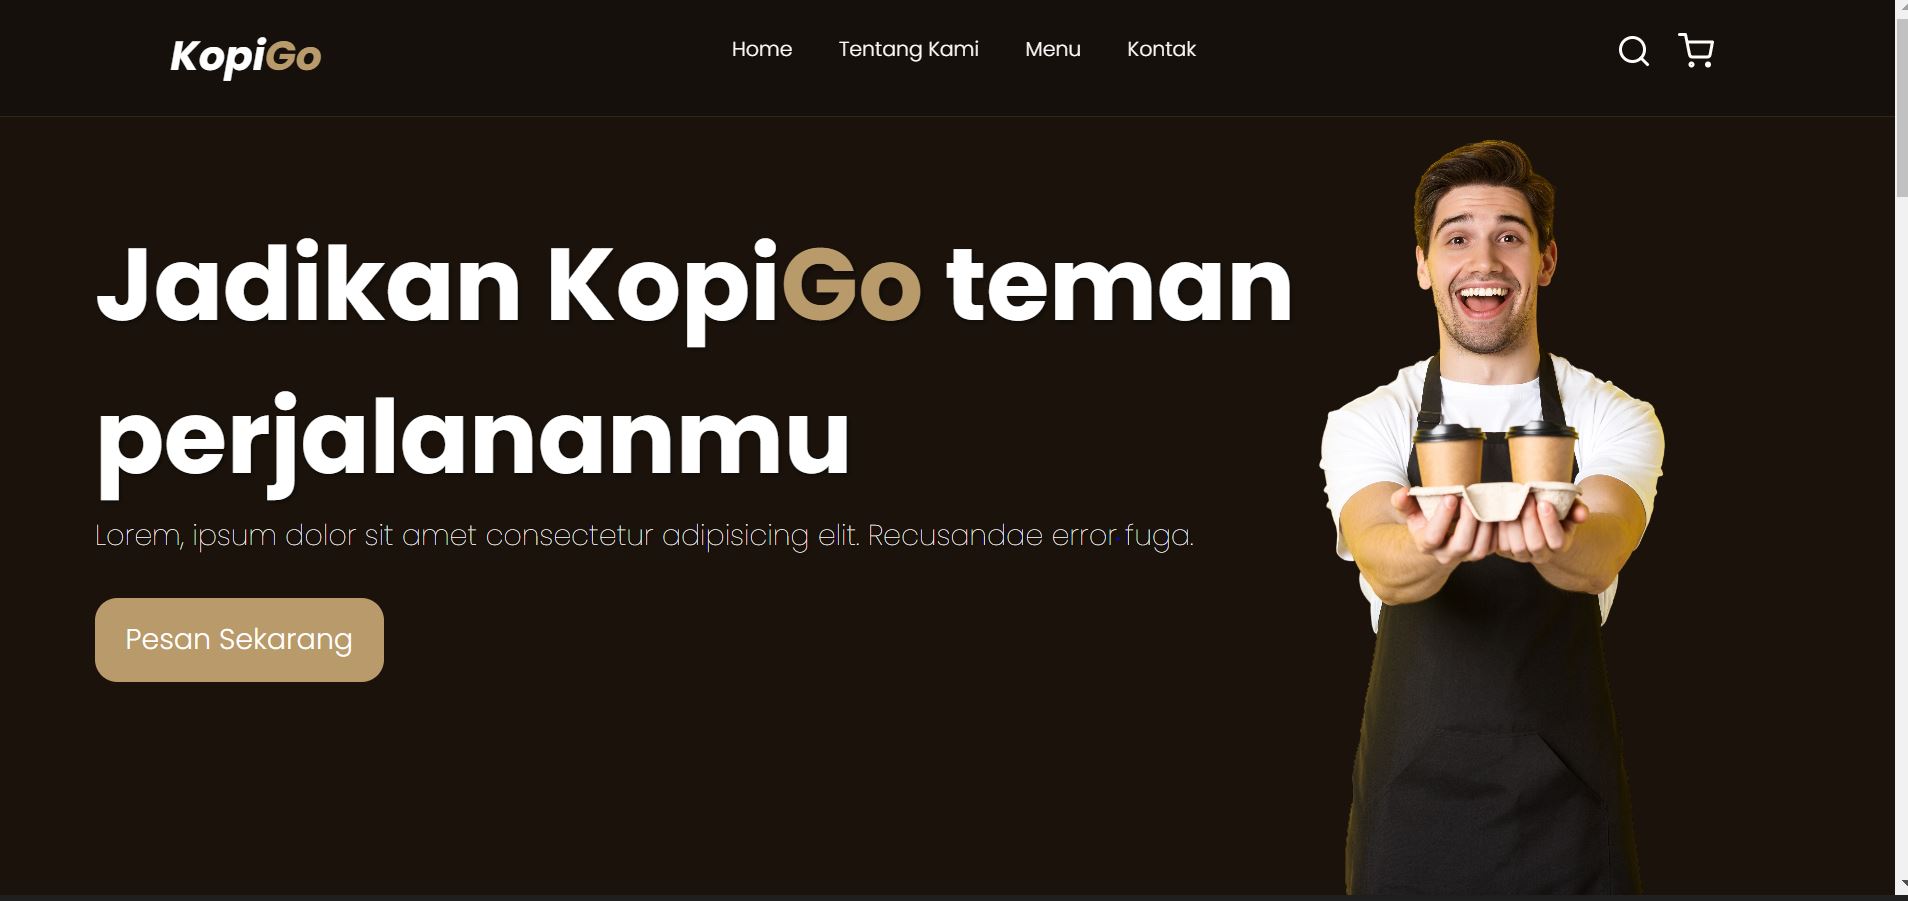 KopiGo
Home
Tentang Kami
Menu
Kontak
Jadikan KopiGo teman
perjalananmu
Lorem, ipsum dolor sit amet consectetur adipisicing elit. Recusandae error fuga.
Pesan Sekarang